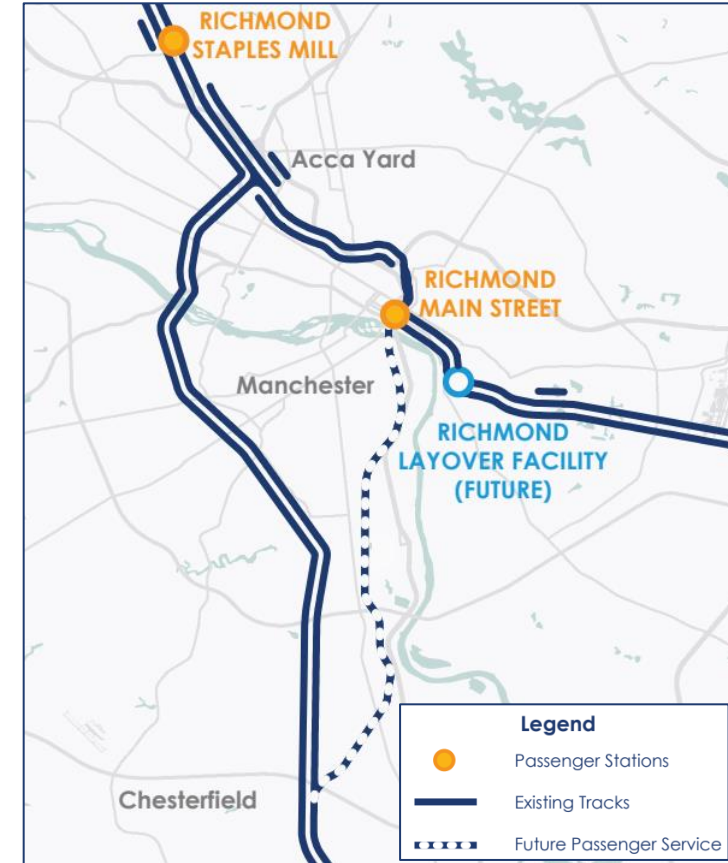 RICHMOND
STAPLES MILL
Acca Yard
RICHMOND
MAIN STREET
Manchester
RICHMOND
LAYOVER FACILITY
(FUTURE)
Chesterfield
Legend
Passenger Stations
Existing Tracks
Future Passenger Service